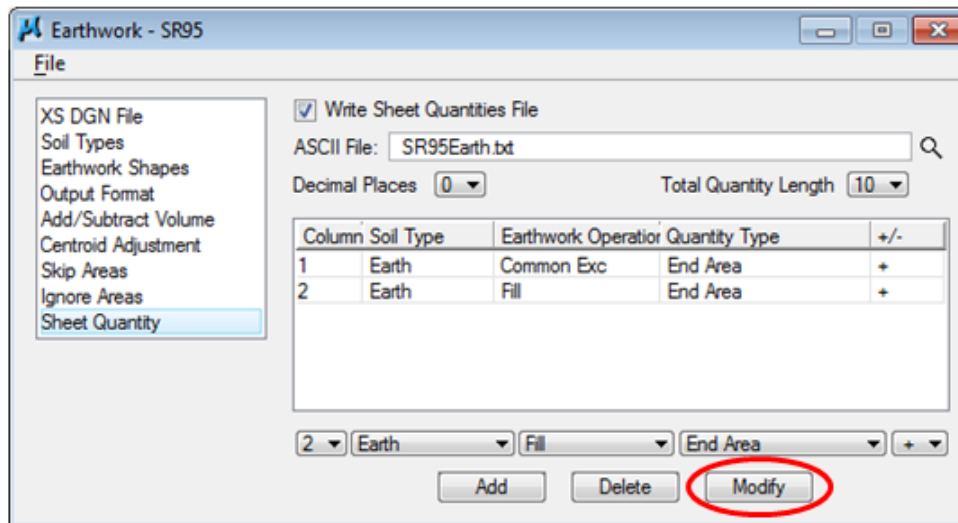 Earthwork - SR95
File
XS DGN File
Soil Types
Earthwork Shapes
Output Format
Add/Subtract Volume
Centroid Adjustment
Skip Areas
Ignore Areas
Sheet Quantity
Write Sheet Quantities File
ASCII File: SR95Earth.txt
Decimal Places 0 Total Quantity Length 10
Column Soil Type Earthwork Operation Quantity Type +/-
1 Earth Common Exc End Area +
2 Earth Fill End Area +
2 Earth Fill End Area +
Add Delete Modify